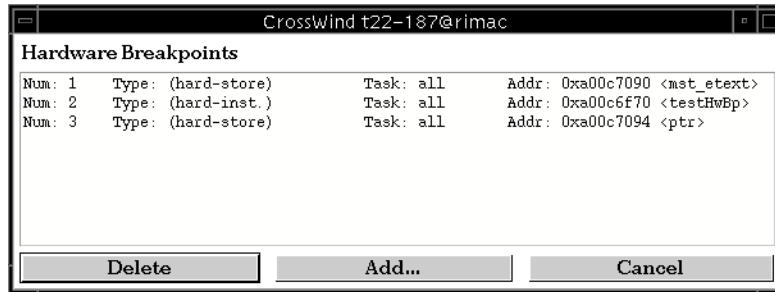 CrossWind t22-187@rimac
Hardware Breakpoints
Num: 1 Type: (hard-store) Task: all Addr: 0xa00c7090 <mst_etext>
Num: 2 Type: (hard-inst.) Task: all Addr: 0xa00c6f70 <testHwBp>
Num: 3 Type: (hard-store) Task: all Addr: 0xa00c7094 <ptr>
Delete Add... Cancel